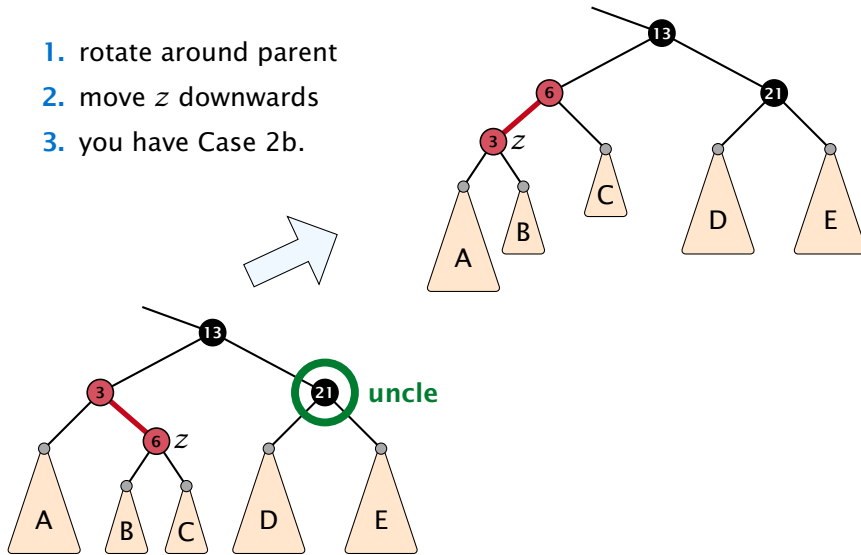 1. rotate around parent
2. move z downwards
3. you have Case 2b.
13
6
21
3 z
A
B
C
D
E
13
3
21
uncle
6 z
A
B
C
D
E